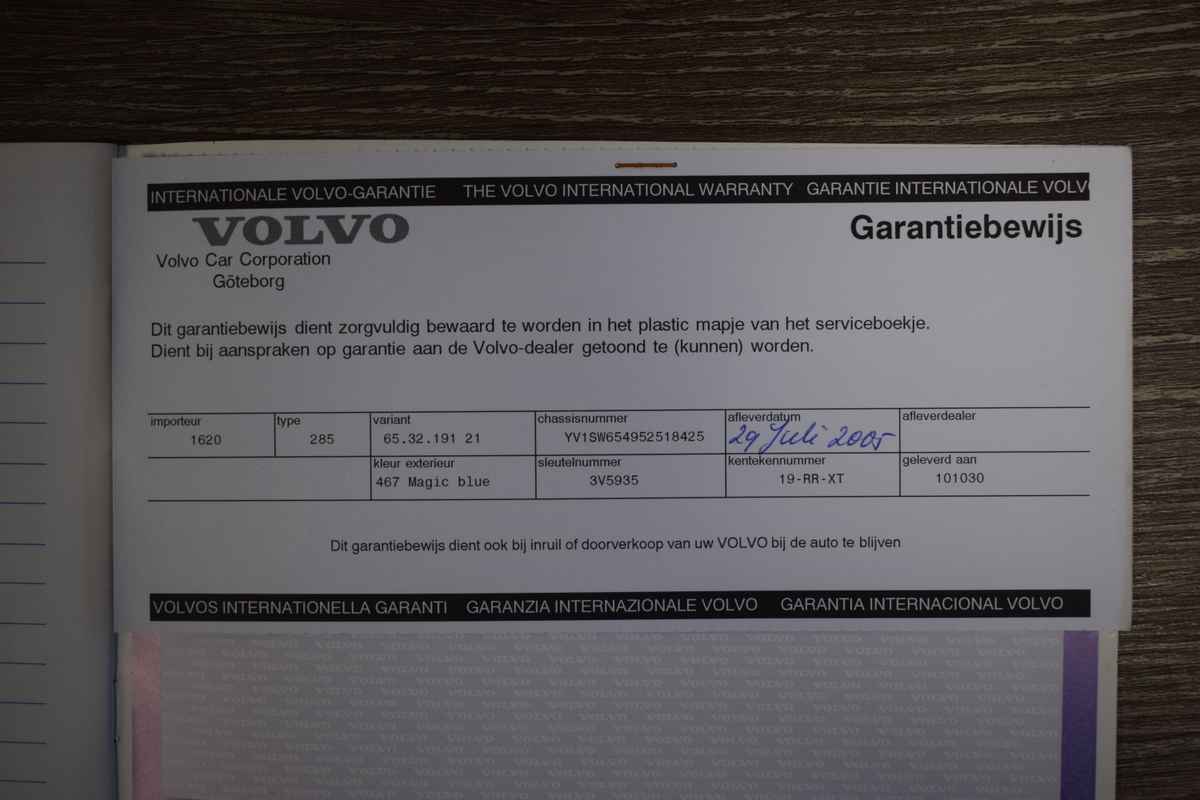 INTERNATIONALE VOLVO-GARANTIE THE VOLVO INTERNATIONAL WARRANTY GARANTIE INTERNATIONALE VOLV
VOLVO
Garantiebewijs
Volvo Car Corporation
Göteborg
Dit garantiebewijs dient zorgvuldig bewaard te worden in het plastic mapje van het serviceboekje.
Dient bij aanspraken op garantie aan de Volvo-dealer getoond te (kunnen) worden.
importeur type variant chassisnummer afleverdatum afleverdealer
1620 285 65.32.191 21 YV1SW654952518425 29 Juli 2005
kleur exterieur sleutelnummer kentekennummer geleverd aan
467 Magic blue 3V5935 19-RR-XT 101030
Dit garantiebewijs dient ook bij inruil of doorverkoop van uw VOLVO bij de auto te blijven
VOLVOS INTERNATIONELLA GARANTI GARANZIA INTERNAZIONALE VOLVO GARANTIA INTERNACIONAL VOLVO